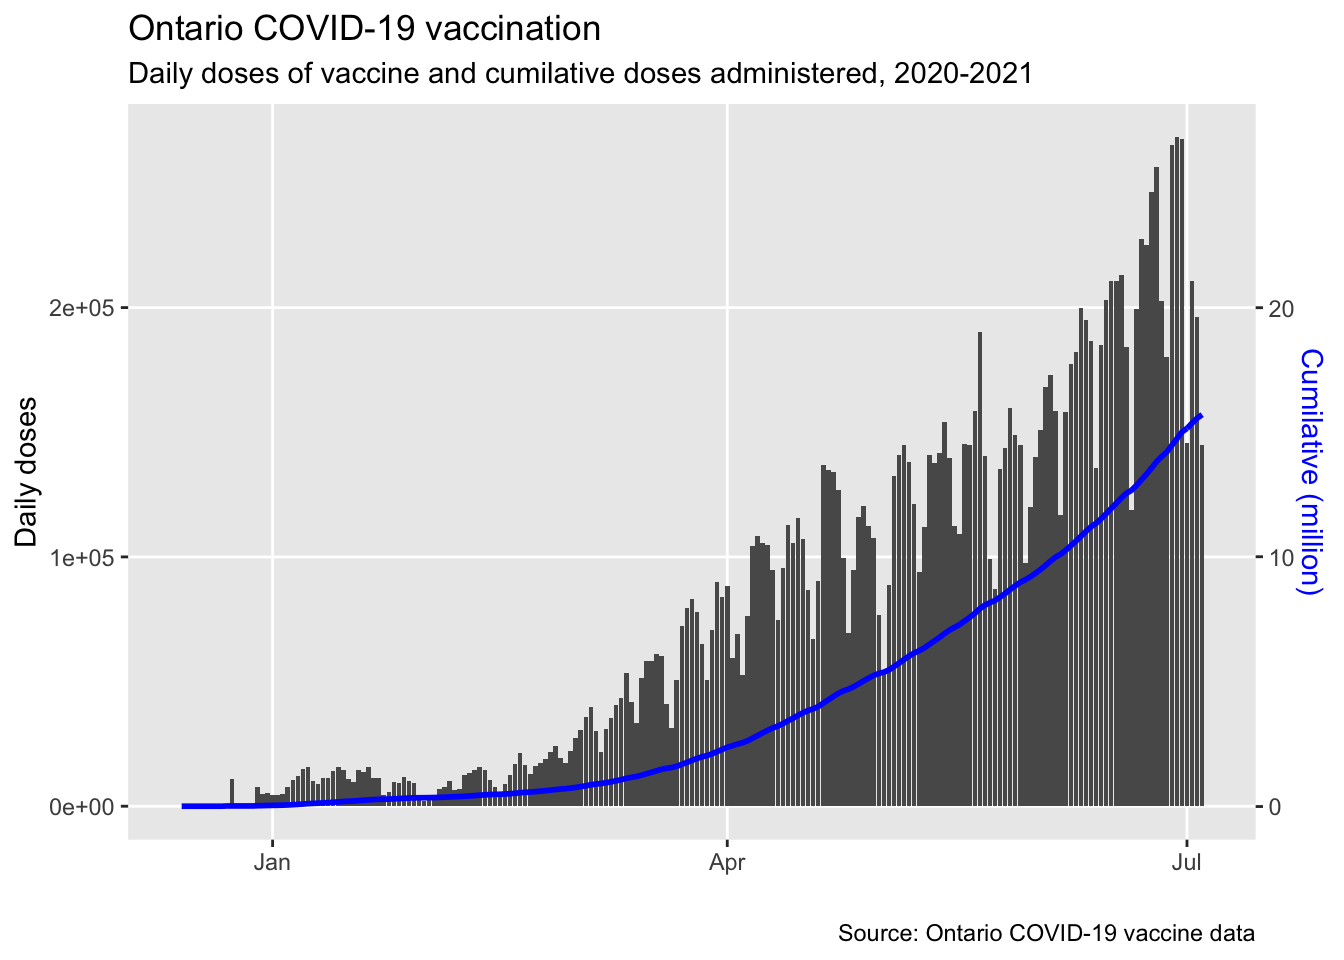 Ontario COVID-19 vaccination
Daily doses of vaccine and cumilative doses administered, 2020-2021
Daily doses
2e+05
1e+05
0e+00
20
10
0
Cumilative (million)
Jan
Apr
Jul
Source: Ontario COVID-19 vaccine data